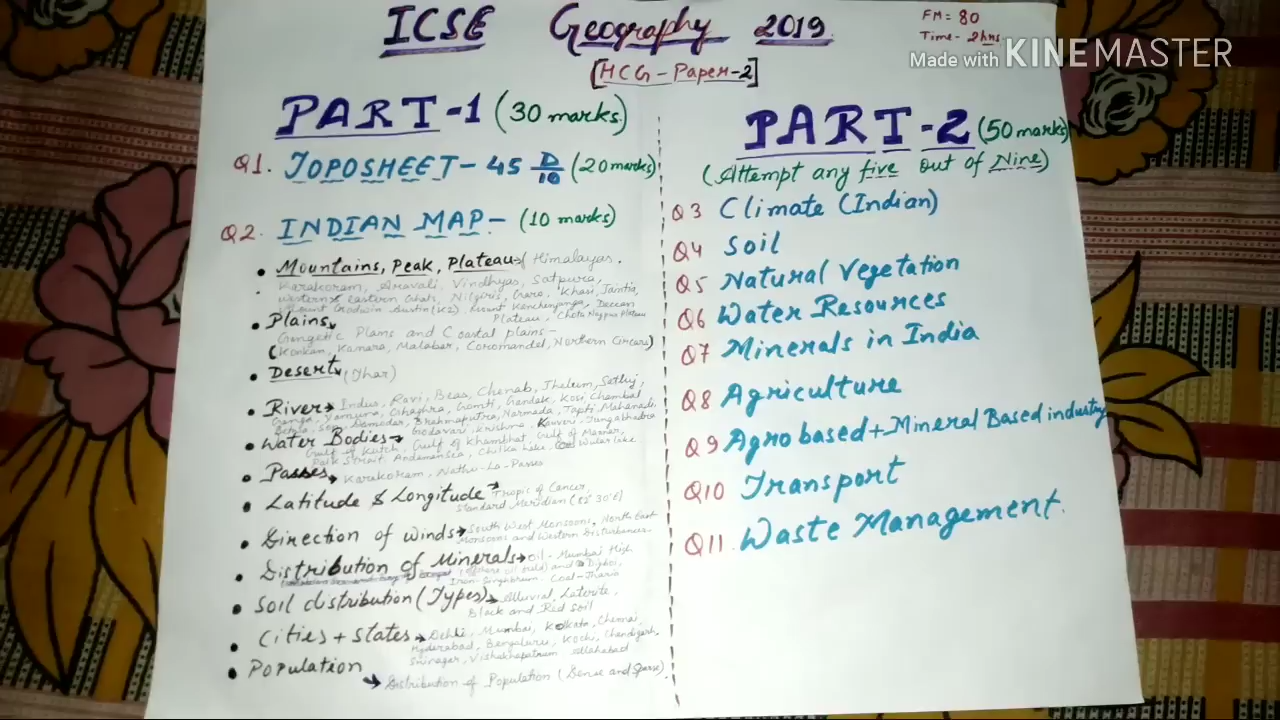 ICSE Geography 2019
[HCG-Paper-2]
FM = 80
Time - 2hrs
Made with KINEMASTER
PART-1 (30 marks)
Q1. TOPOSHEET - 45 D/10 (20 marks)
Q2. INDIAN MAP - (10 marks)
• Mountains, Peak, Plateau → Himalayas.
Karakoram, Aravali, Vindhyas, Satpura,
Western & eastern Ghats, Nilgiris, Garo, Khasi, Jaintia,
Mount Godwin Austin (K2), Mount Kanchenjunga, Deccan
Plateau, Chota Nagpur Plateau
• Plains
Gangetic Plains and Coastal plains -
(Konkan, Kanara, Malabar, Coromandel, Northern Circars)
• Desert (Thar)
• River → Indus, Ravi, Beas, Chenab, Jhelum, Sutlej,
Ganga, Yamuna, Ghaghra, Gomti, Gandak, Kosi, Chambal
Betwa, Son, Damodar, Brahmaputra, Narmada, Tapti, Mahanadi,
Godavari, Krishna, Kaveri, Tungabhadra
• Water Bodies →
Gulf of Kutch, Gulf of Khambhat, Gulf of Manar,
Palk Strait, Andaman Sea, Chilka Lake, Wular lake
• Passes → Karakoram, Nathu-La-Passes
• Latitude & Longitude → Tropic of Cancer,
Standard Meridian (82° 30'E)
• Direction of winds → South West Monsoons, North East
Monsoons and Western Disturbances.
• Distribution of Minerals → Oil - Mumbai High
(offshore oil field) and Digboi,
Iron-Singhbhum. Coal-Jharia
• Soil distribution (Types) → Alluvial, Laterite,
Black and Red Soil
• Cities + States → Delhi, Mumbai, Kolkata, Chennai,
Hyderabad, Bengaluru, Kochi, Chandigarh,
Srinagar, Vishakhapatnam, Allahabad
• Population
→ Distribution of Population (Dense and Sparse).
PART-2 (50 marks)
(Attempt any five out of Nine)
Q3 Climate (Indian)
Q4 Soil
Q5 Natural Vegetation
Q6 Water Resources
Q7 Minerals in India
Q8 Agriculture
Q9 Agro based + Mineral Based industry
Q10 Transport
Q11. Waste Management.